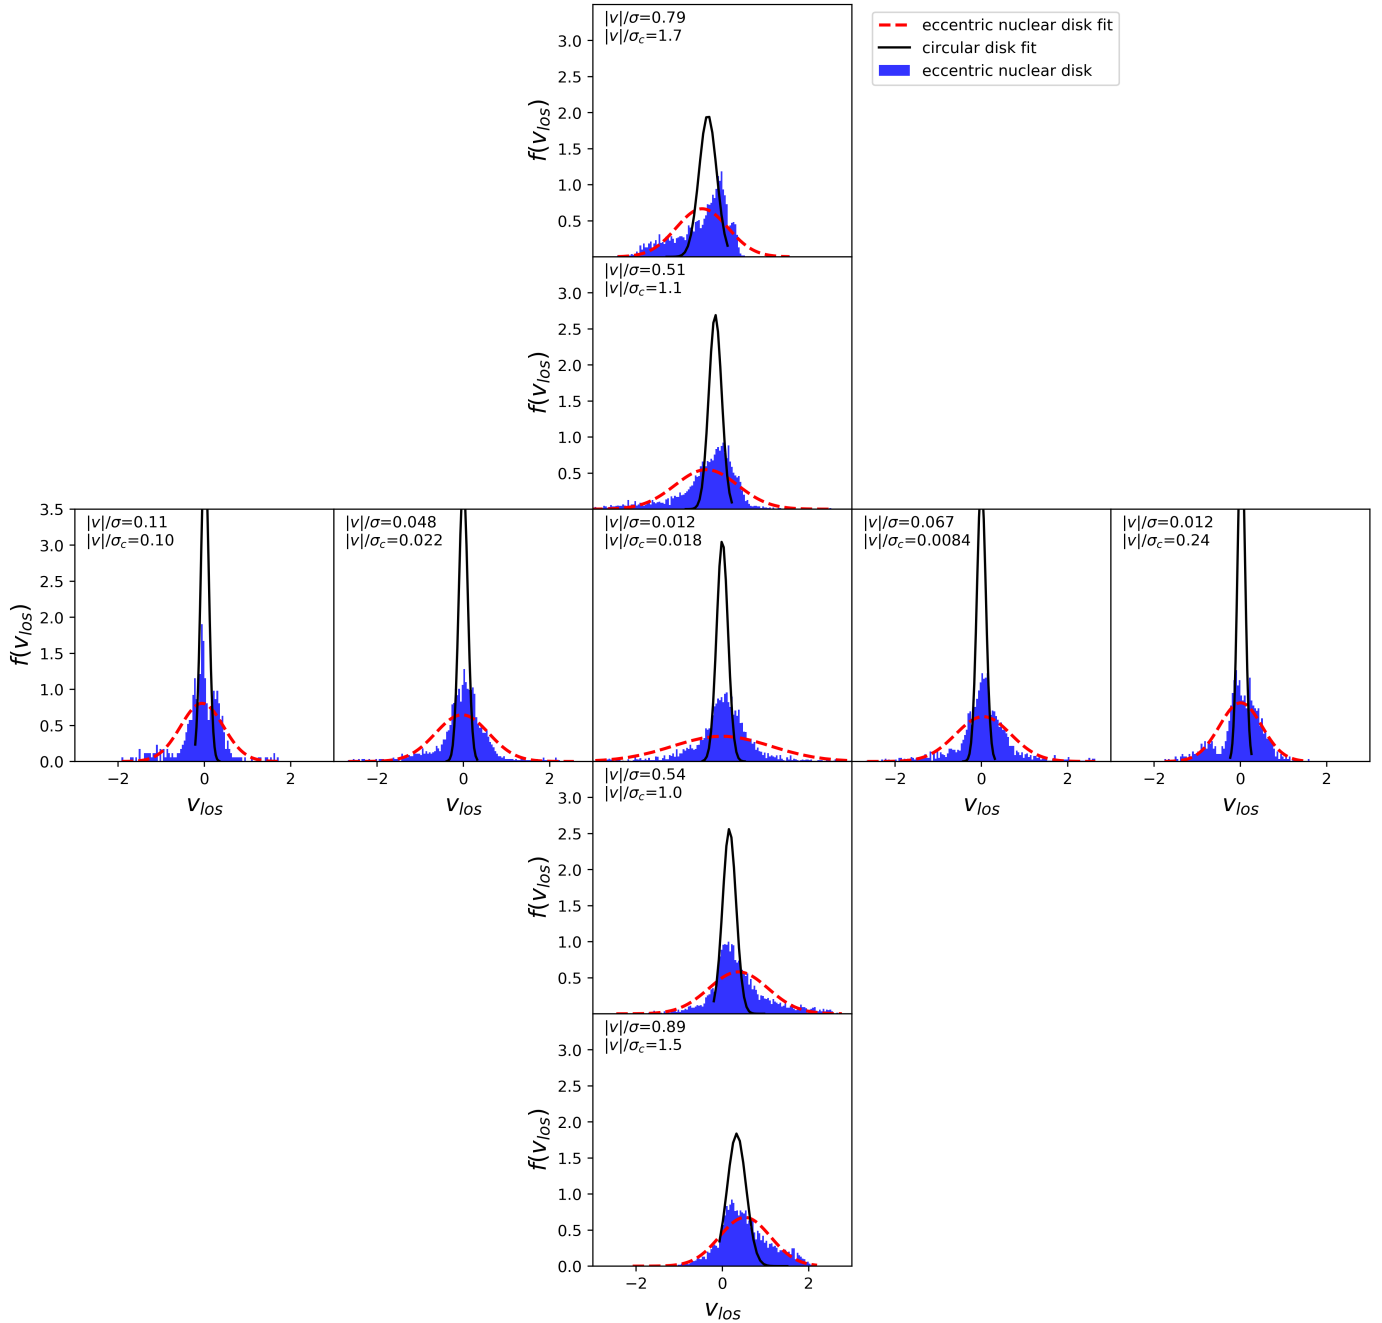 |v|/σ=0.79
|v|/σc=1.7
eccentric nuclear disk fit
circular disk fit
eccentric nuclear disk
3.0
2.5
2.0
1.5
1.0
0.5
f(vlos)
|v|/σ=0.51
|v|/σc=1.1
3.0
2.5
2.0
1.5
1.0
0.5
f(vlos)
|v|/σ=0.11
|v|/σc=0.10
|v|/σ=0.048
|v|/σc=0.022
|v|/σ=0.012
|v|/σc=0.018
|v|/σ=0.067
|v|/σc=0.0084
|v|/σ=0.012
|v|/σc=0.24
3.5
3.0
2.5
2.0
1.5
1.0
0.5
0.0
f(vlos)
−2 0 2
vlos
−2 0 2
vlos
−2 0 2
vlos
−2 0 2
vlos
|v|/σ=0.54
|v|/σc=1.0
3.0
2.5
2.0
1.5
1.0
0.5
f(vlos)
|v|/σ=0.89
|v|/σc=1.5
3.0
2.5
2.0
1.5
1.0
0.5
0.0
f(vlos)
−2 0 2
vlos